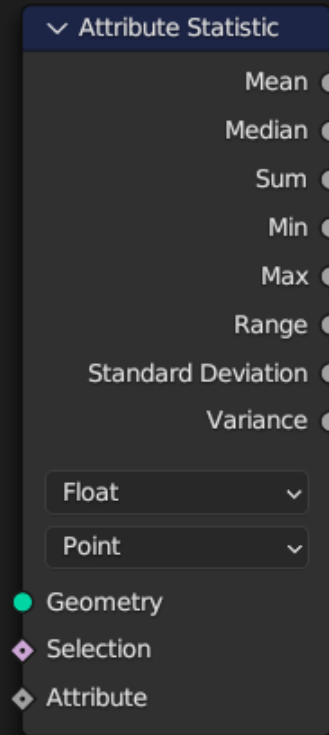 Attribute Statistic
Mean
Median
Sum
Min
Max
Range
Standard Deviation
Variance
Float
Point
Geometry
Selection
Attribute